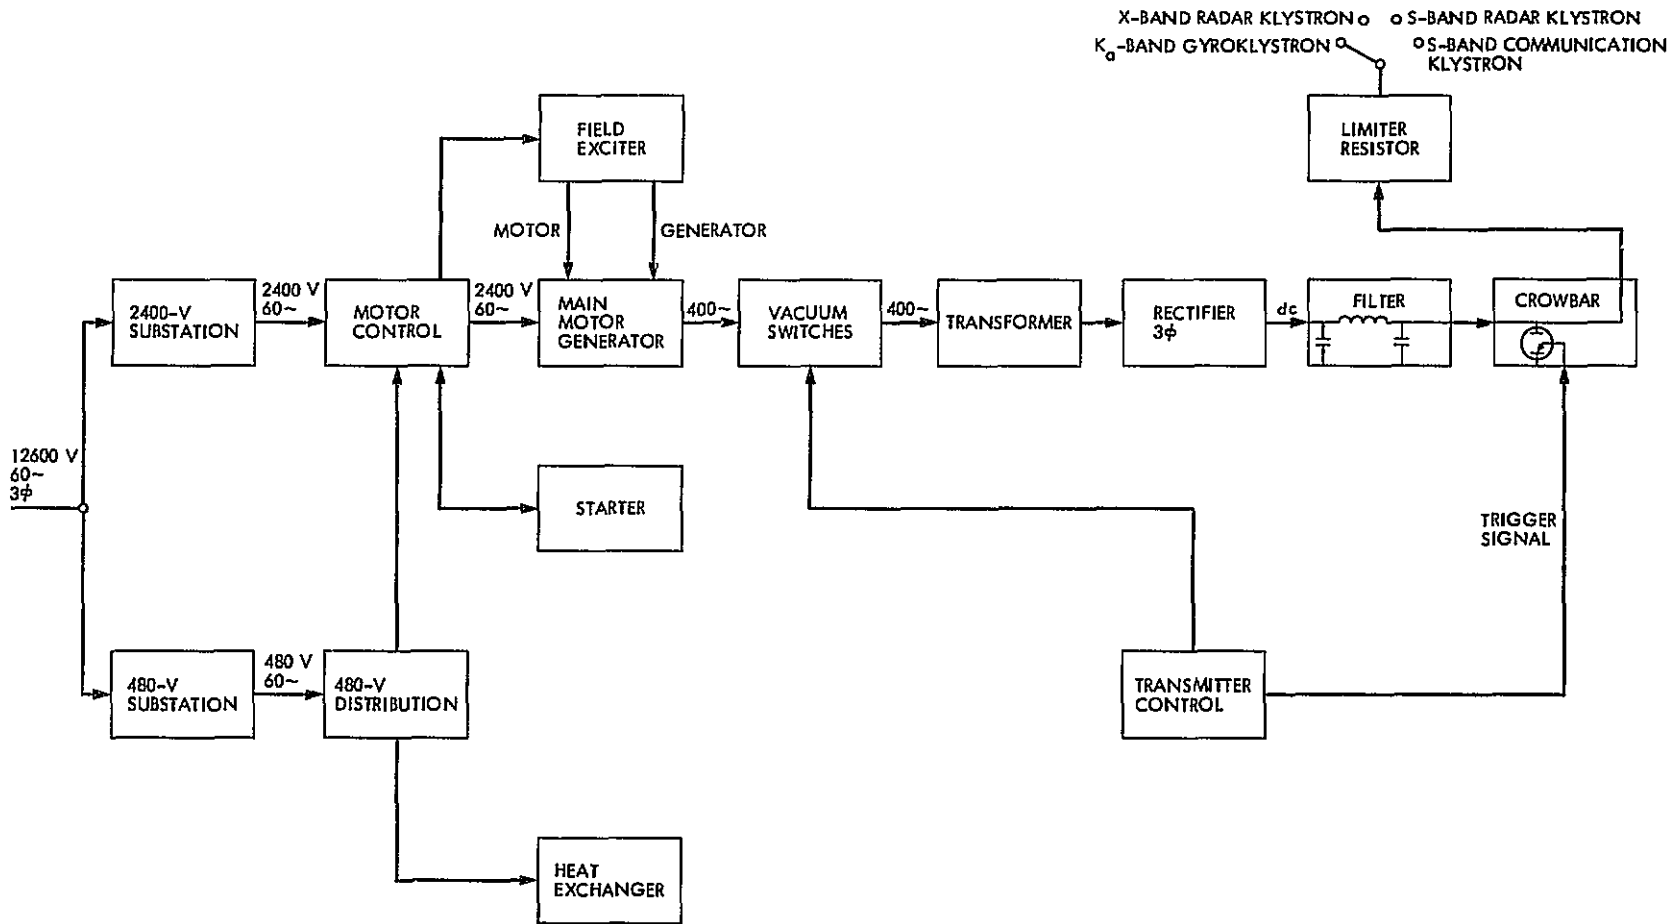 X-BAND RADAR KLYSTRON
S-BAND RADAR KLYSTRON
Ka-BAND GYROKLYSTRON
S-BAND COMMUNICATION
KLYSTRON
FIELD
EXCITER
LIMITER
RESISTOR
MOTOR
GENERATOR
2400-V
SUBSTATION
2400 V
60~
MOTOR
CONTROL
2400 V
60~
MAIN
MOTOR
GENERATOR
400~
VACUUM
SWITCHES
400~
TRANSFORMER
RECTIFIER
3ϕ
dc
FILTER
CROWBAR
12600 V
60~
3ϕ
STARTER
TRIGGER
SIGNAL
480-V
SUBSTATION
480 V
60~
480-V
DISTRIBUTION
TRANSMITTER
CONTROL
HEAT
EXCHANGER